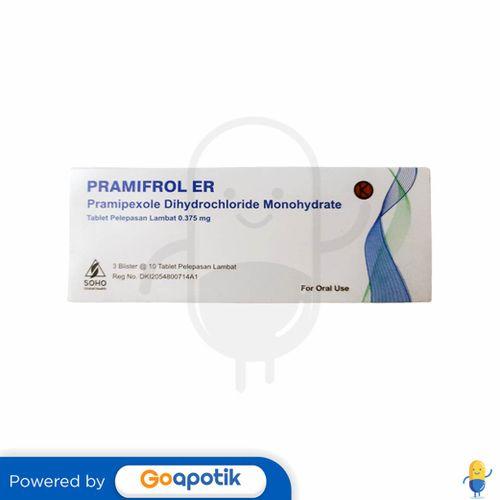 PRAMIFROL ER
Pramipexole Dihydrochloride Monohydrate
Tablet Pelepasan Lambat 0.375 mg
K
3 Blister @ 10 Tablet Pelepasan Lambat
Reg No. DKI2054800714A1
SOHO
For Oral Use
Powered by Goapotik